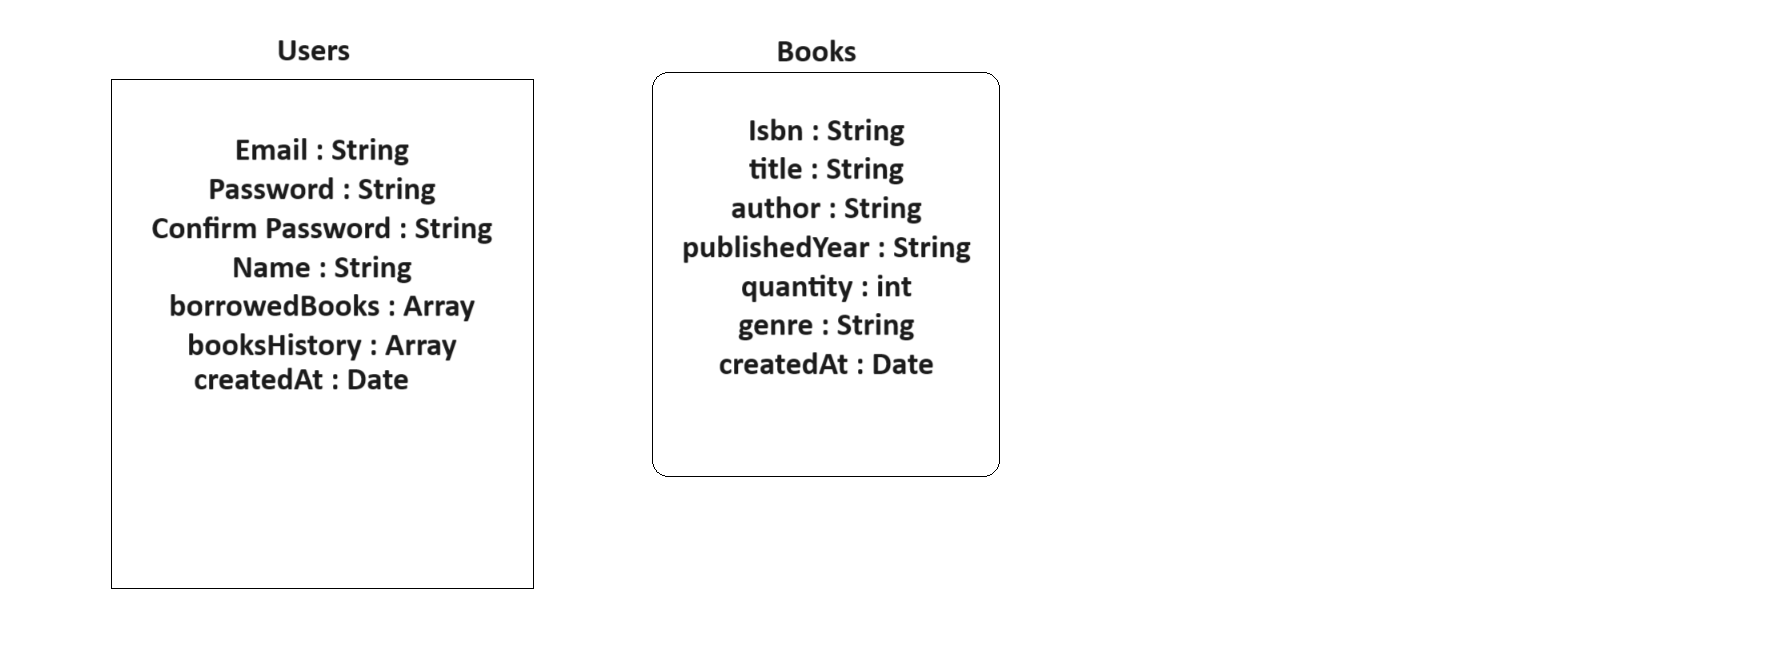 Users
Email : String
Password : String
Confirm Password : String
Name : String
borrowedBooks : Array
booksHistory : Array
createdAt : Date
Books
Isbn : String
title : String
author : String
publishedYear : String
quantity : int
genre : String
createdAt : Date